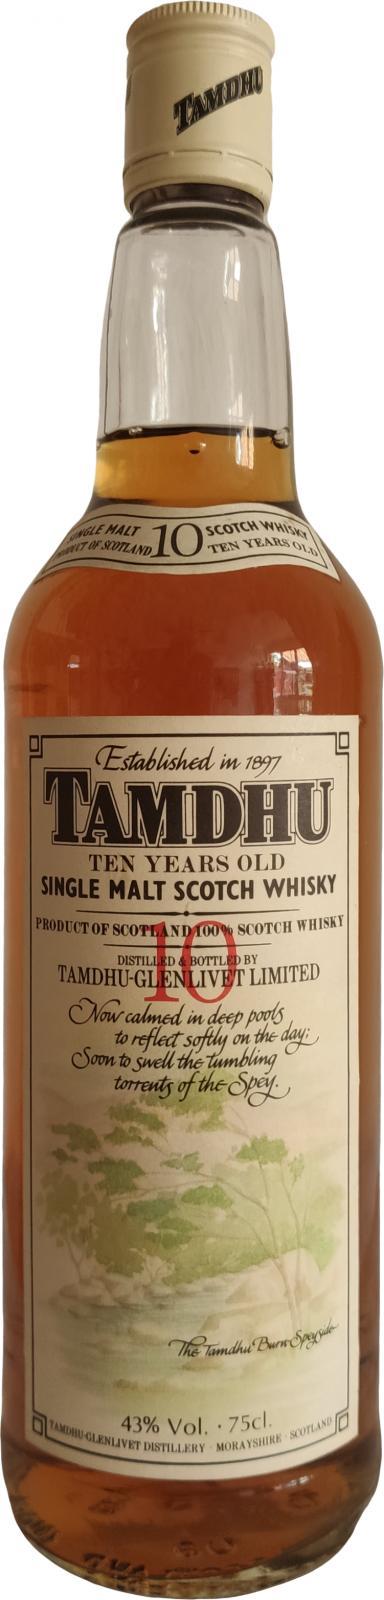 TAMDHU
SINGLE MALT 10 SCOTCH WHISKY
PRODUCT OF SCOTLAND TEN YEARS OLD
Established in 1897
TAMDHU
TEN YEARS OLD
SINGLE MALT SCOTCH WHISKY
PRODUCT OF SCOTLAND 100% SCOTCH WHISKY
10
DISTILLED & BOTTLED BY
TAMDHU-GLENLIVET LIMITED
Now calmed in deep pools
to reflect softly on the day;
Soon to swell the tumbling
torrents of the Spey.
The Tamdhu Burn Speyside
43% Vol. · 75cl.
TAMDHU-GLENLIVET DISTILLERY · MORAYSHIRE · SCOTLAND